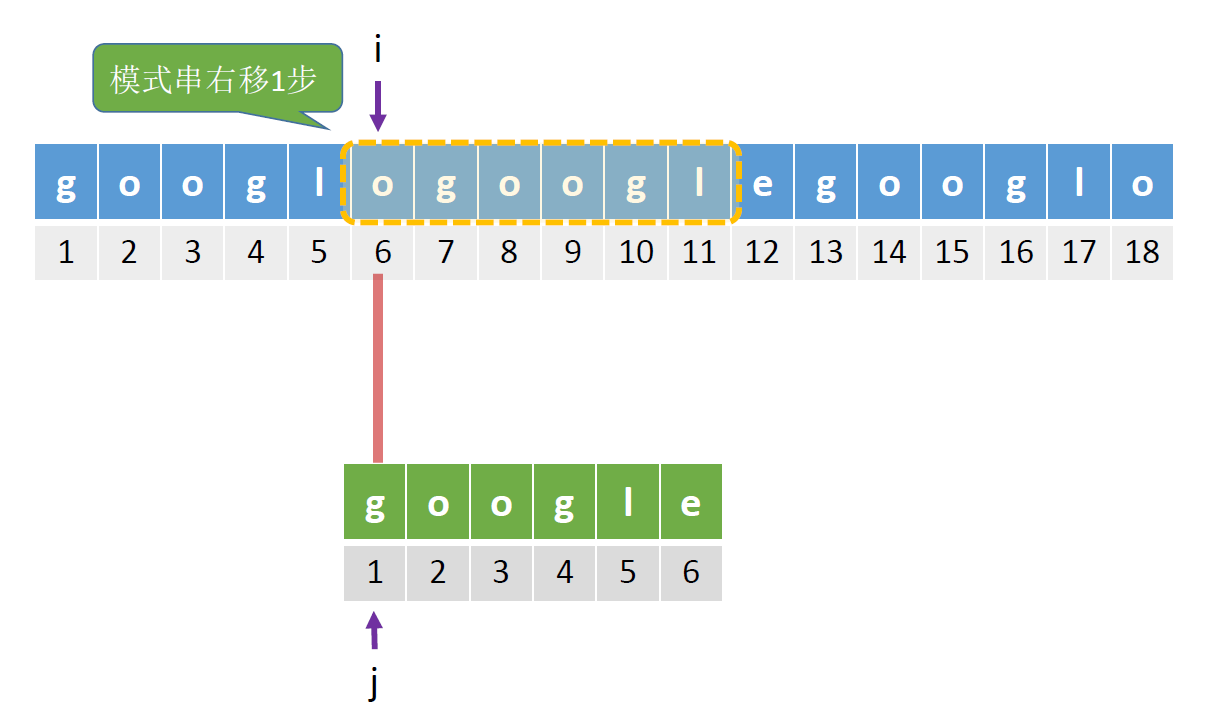 i
模式串右移1步
g o o g l o g o o g l e g o o g l o
1 2 3 4 5 6 7 8 9 10 11 12 13 14 15 16 17 18
g o o g l e
1 2 3 4 5 6
j